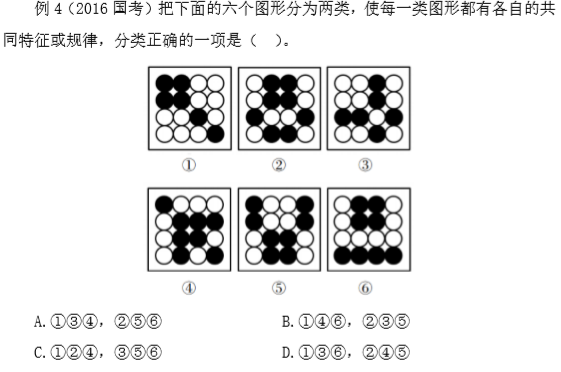 例 4（2016 国考）把下面的六个图形分为两类，使每一类图形都有各自的共
同特征或规律，分类正确的一项是（　）。
① ② ③
④ ⑤ ⑥
A.①③④，②⑤⑥ B.①④⑥，②③⑤
C.①②④，③⑤⑥ D.①③⑥，②④⑤